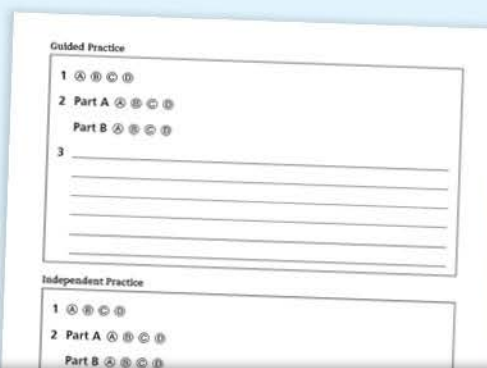 Guided Practice
1 Ⓐ Ⓑ Ⓒ Ⓓ
2 Part A Ⓐ Ⓑ Ⓒ Ⓓ
Part B Ⓐ Ⓑ Ⓒ Ⓓ
3
Independent Practice
1 Ⓐ Ⓑ Ⓒ Ⓓ
2 Part A Ⓐ Ⓑ Ⓒ Ⓓ
Part B Ⓐ Ⓑ Ⓒ Ⓓ